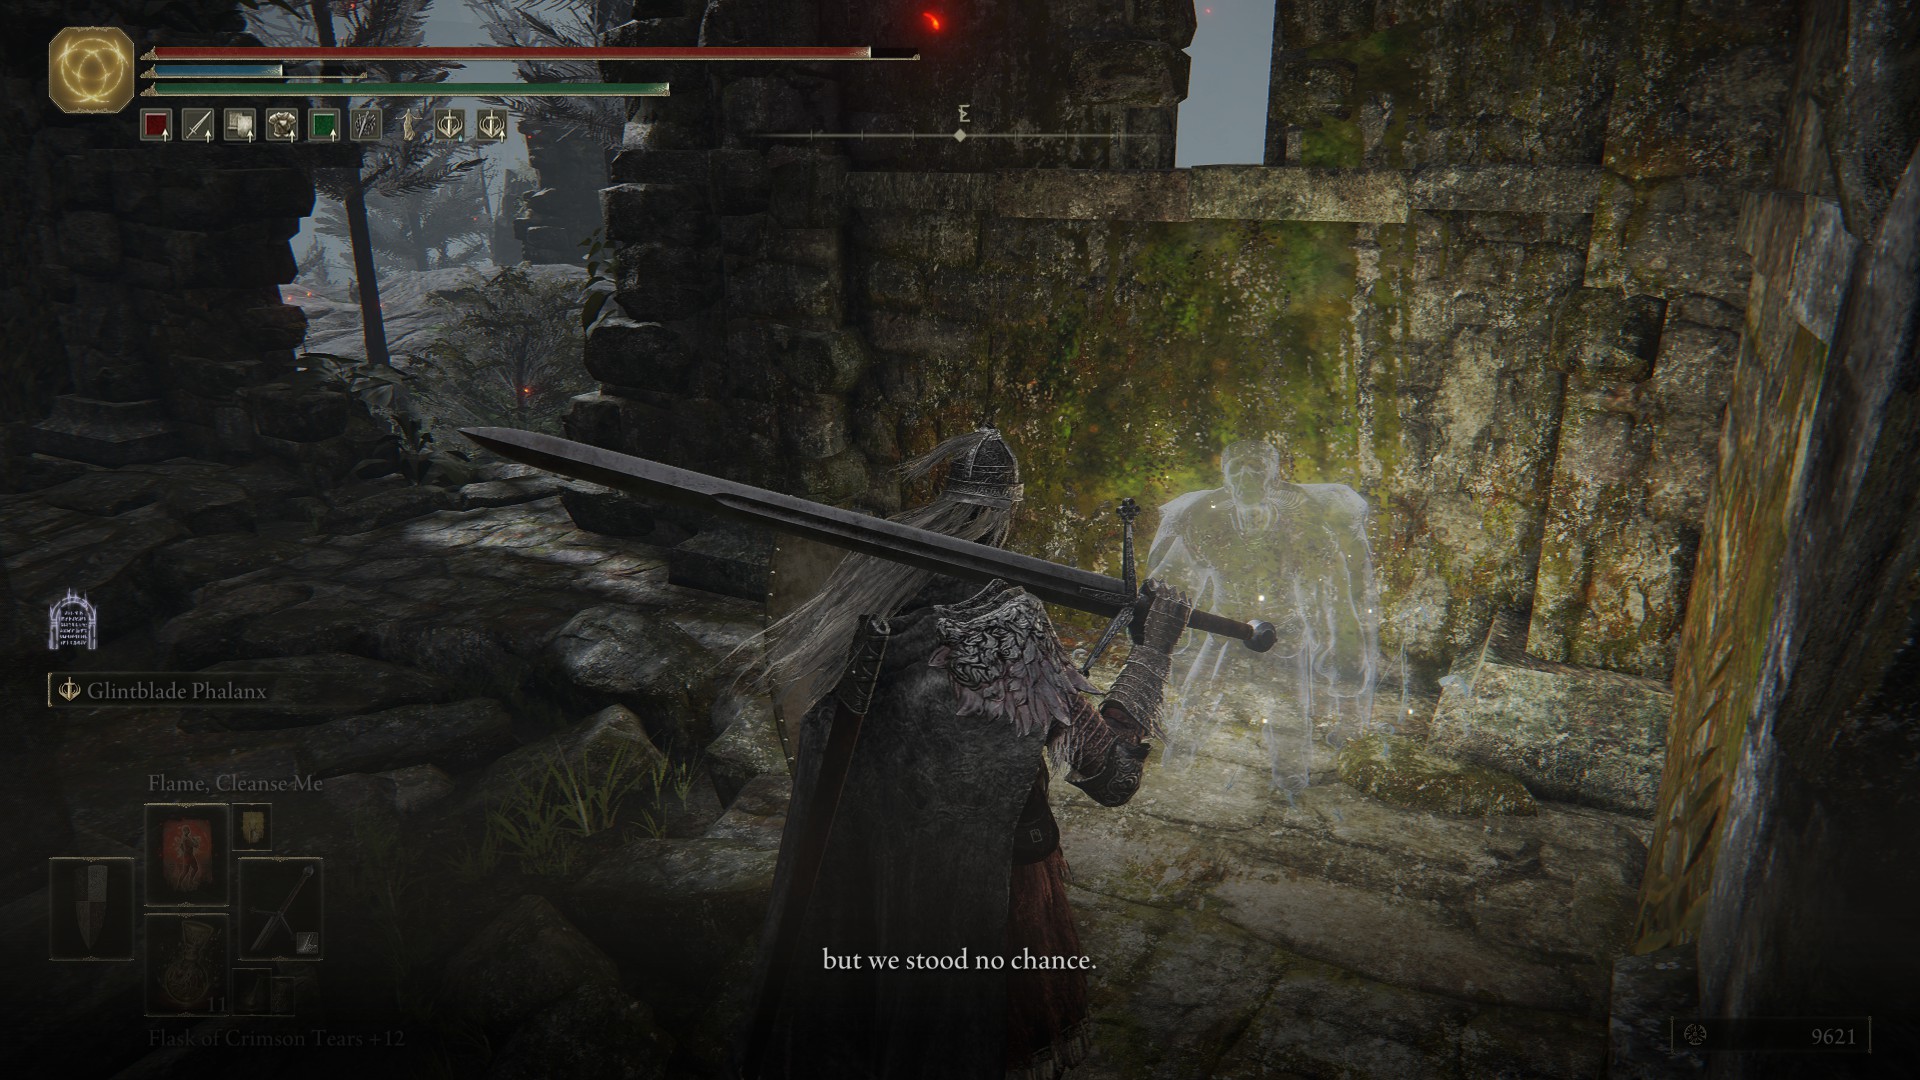 E
Glintblade Phalanx
Flame, Cleanse Me
11
Flask of Crimson Tears +12
but we stood no chance.
9621